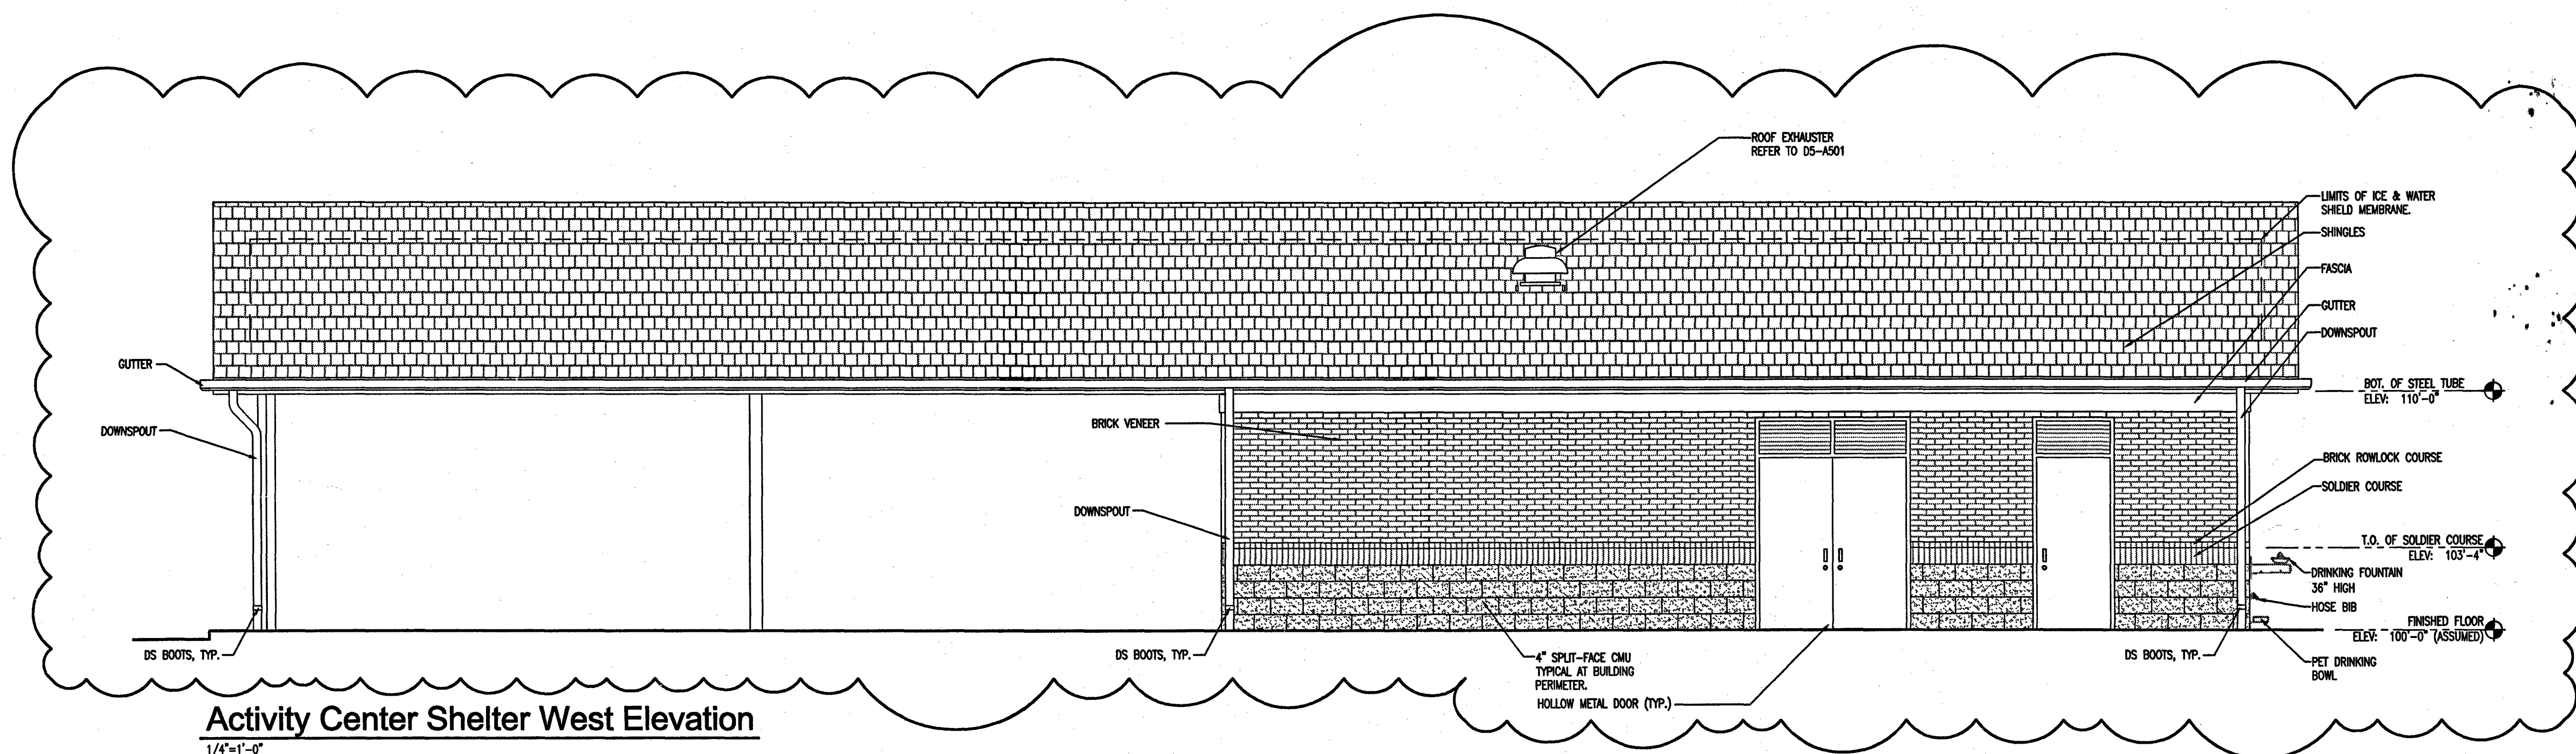 ROOF EXHAUSTER
REFER TO D5-A501
LIMITS OF ICE & WATER
SHIELD MEMBRANE.
SHINGLES
FASCIA
GUTTER
DOWNSPOUT
GUTTER
BOT. OF STEEL TUBE
ELEV: 110'-0"
DOWNSPOUT
BRICK VENEER
BRICK ROWLOCK COURSE
SOLDIER COURSE
DOWNSPOUT
T.O. OF SOLDIER COURSE
ELEV: 103'-4"
DRINKING FOUNTAIN
36" HIGH
HOSE BIB
FINISHED FLOOR
ELEV: 100'-0" (ASSUMED)
DS BOOTS, TYP.
DS BOOTS, TYP.
4" SPLIT-FACE CMU
TYPICAL AT BUILDING
PERIMETER.
HOLLOW METAL DOOR (TYP.)
DS BOOTS, TYP.
PET DRINKING
BOWL
Activity Center Shelter West Elevation
1/4"=1'-0"